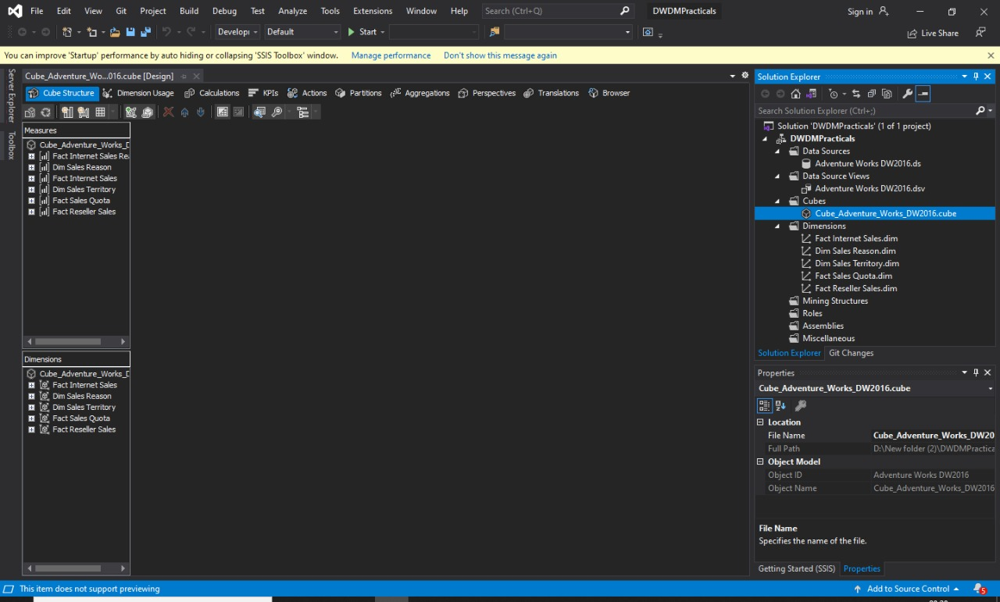 File Edit View Git Project Build Debug Test Analyze Tools Extensions Window Help Search (Ctrl+Q) DWDMPracticals Sign in
Developi Default Start Live Share
You can improve 'Startup' performance by auto hiding or collapsing 'SSIS Toolbox' window. Manage performance Don't show this message again
Server Explorer
Toolbox
Cube_Adventure_Wo...016.cube [Design]
Cube Structure Dimension Usage Calculations KPIs Actions Partitions Aggregations Perspectives Translations Browser
Measures
Cube_Adventure_Works_D
Fact Internet Sales Rea
Dim Sales Reason
Fact Internet Sales
Dim Sales Territory
Fact Sales Quota
Fact Reseller Sales
Dimensions
Cube_Adventure_Works_D
Fact Internet Sales
Dim Sales Reason
Dim Sales Territory
Fact Sales Quota
Fact Reseller Sales
Solution Explorer
Search Solution Explorer (Ctrl+;)
Solution 'DWDMPracticals' (1 of 1 project)
DWDMPracticals
Data Sources
Adventure Works DW2016.ds
Data Source Views
Adventure Works DW2016.dsv
Cubes
Cube_Adventure_Works_DW2016.cube
Dimensions
Fact Internet Sales.dim
Dim Sales Reason.dim
Dim Sales Territory.dim
Fact Sales Quota.dim
Fact Reseller Sales.dim
Mining Structures
Roles
Assemblies
Miscellaneous
Solution Explorer Git Changes
Properties
Cube_Adventure_Works_DW2016.cube
Location
File Name Cube_Adventure_Works_DW20
Full Path D:\New folder (2)\DWDMPractica
Object Model
Object ID Adventure Works DW2016
Object Name Cube_Adventure_Works_DW2016
File Name
Specifies the name of the file.
Getting Started (SSIS) Properties
This item does not support previewing Add to Source Control 5